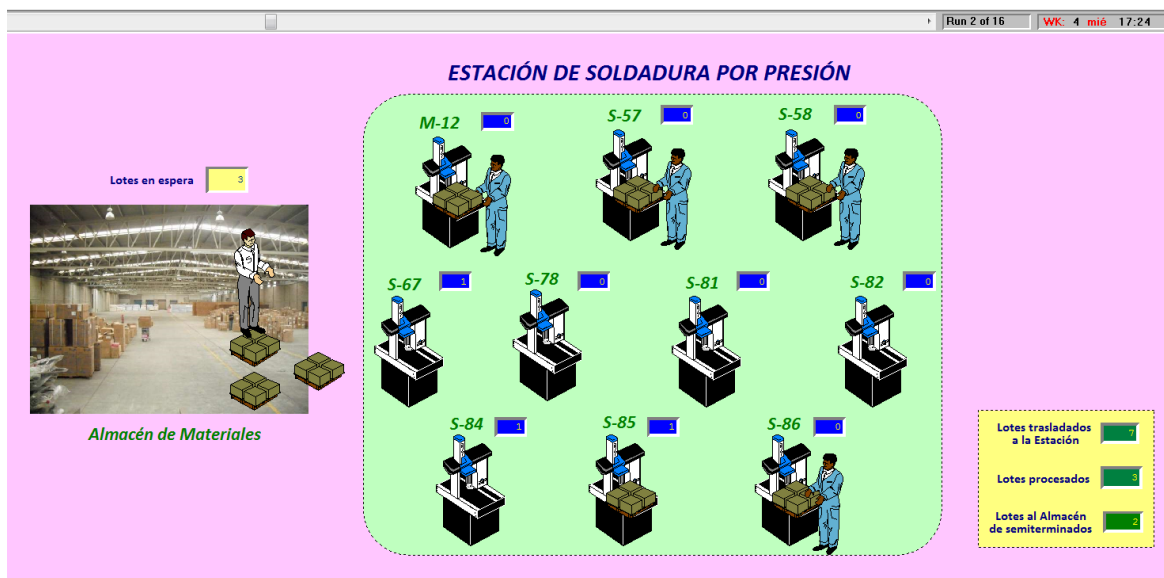 Run 2 of 16
WK: 4 mié 17:24
ESTACIÓN DE SOLDADURA POR PRESIÓN
M-12 0
S-57 0
S-58 0
Lotes en espera 3
S-67 1
S-78 0
S-81 0
S-82 0
Almacén de Materiales
S-84 1
S-85 1
S-86 0
Lotes trasladados
a la Estación 7
Lotes procesados 3
Lotes al Almacén
de semiterminados 2